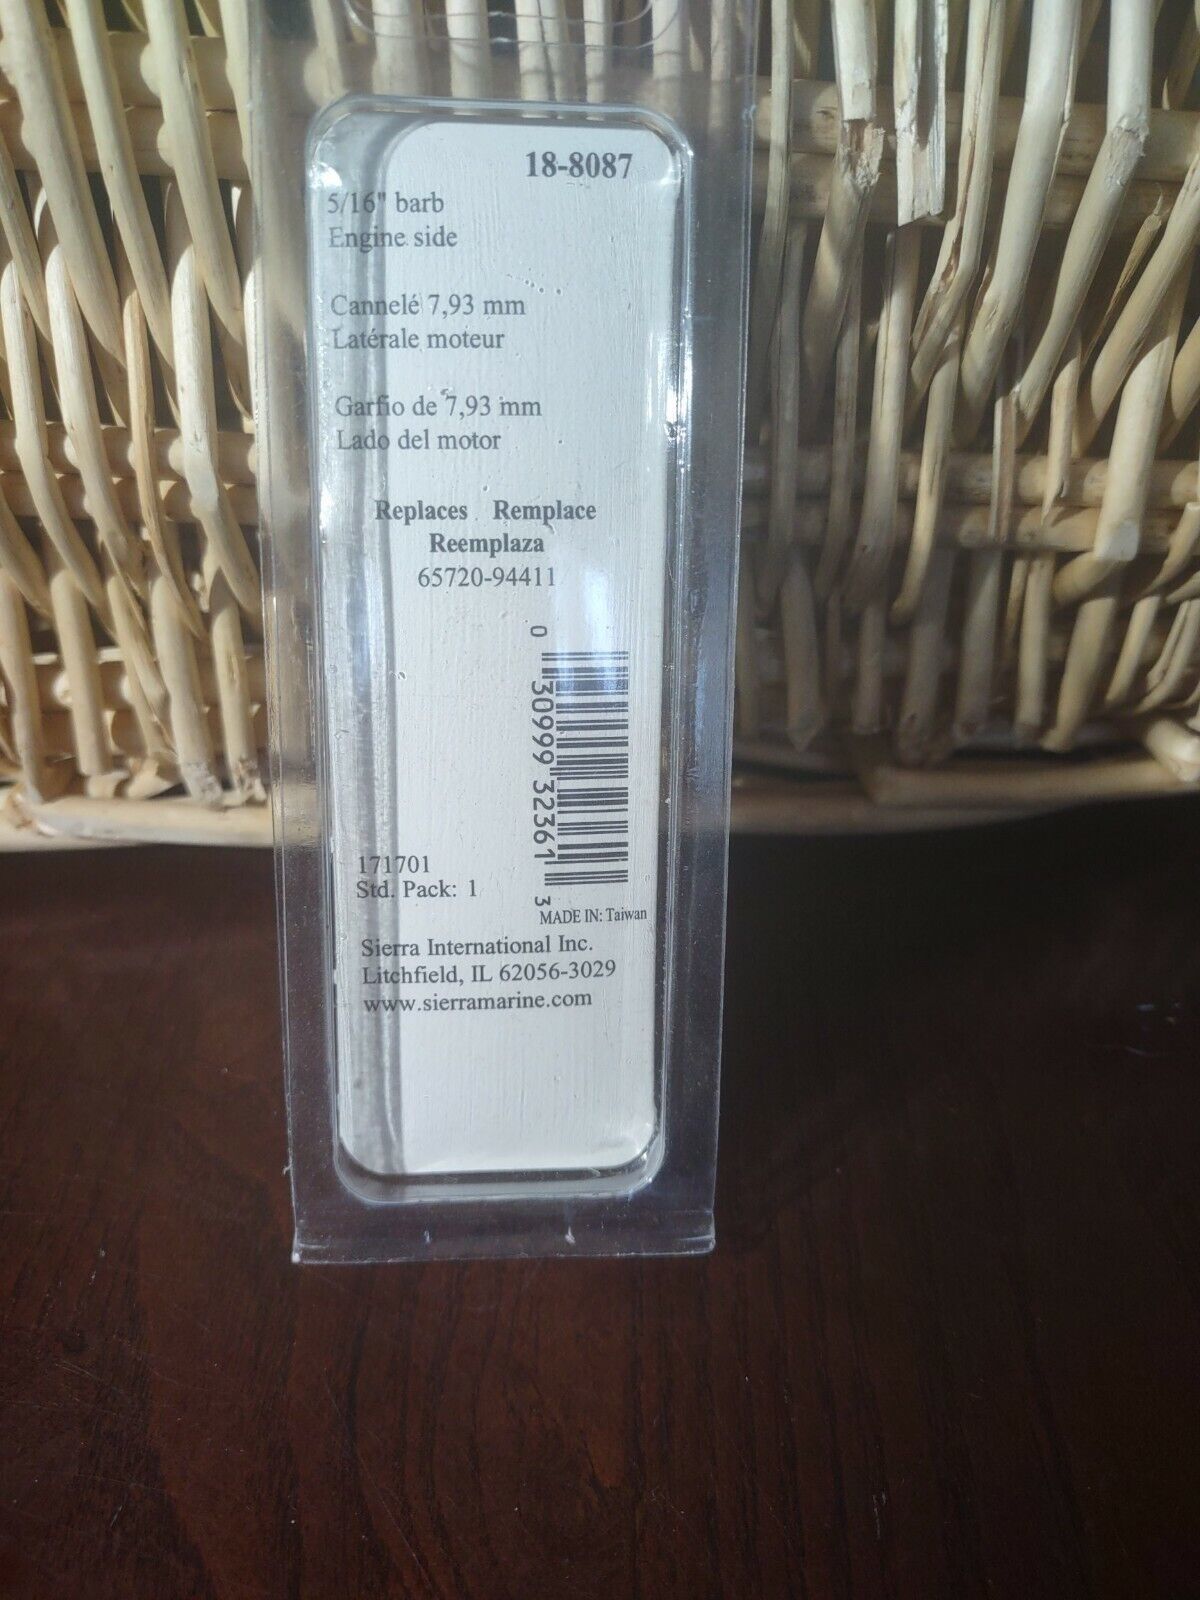 18-8087
5/16" barb
Engine side
Cannelé 7,93 mm
Latérale moteur
Garfio de 7,93 mm
Lado del motor
Replaces Remplace
Reemplaza
65720-94411
0 30999 32361 3
171701
Std. Pack: 1
MADE IN: Taiwan
Sierra International Inc.
Litchfield, IL 62056-3029
www.sierramarine.com